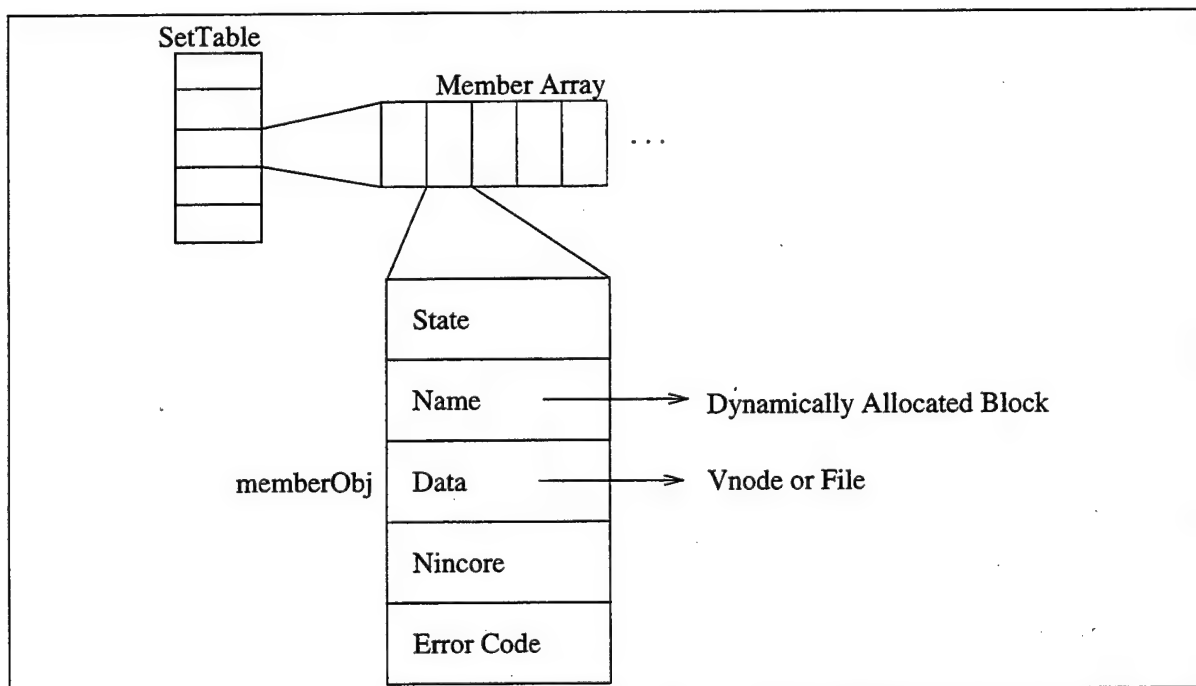 SetTable
Member Array
...
State
Name
Dynamically Allocated Block
memberObj
Data
Vnode or File
Nincore
Error Code